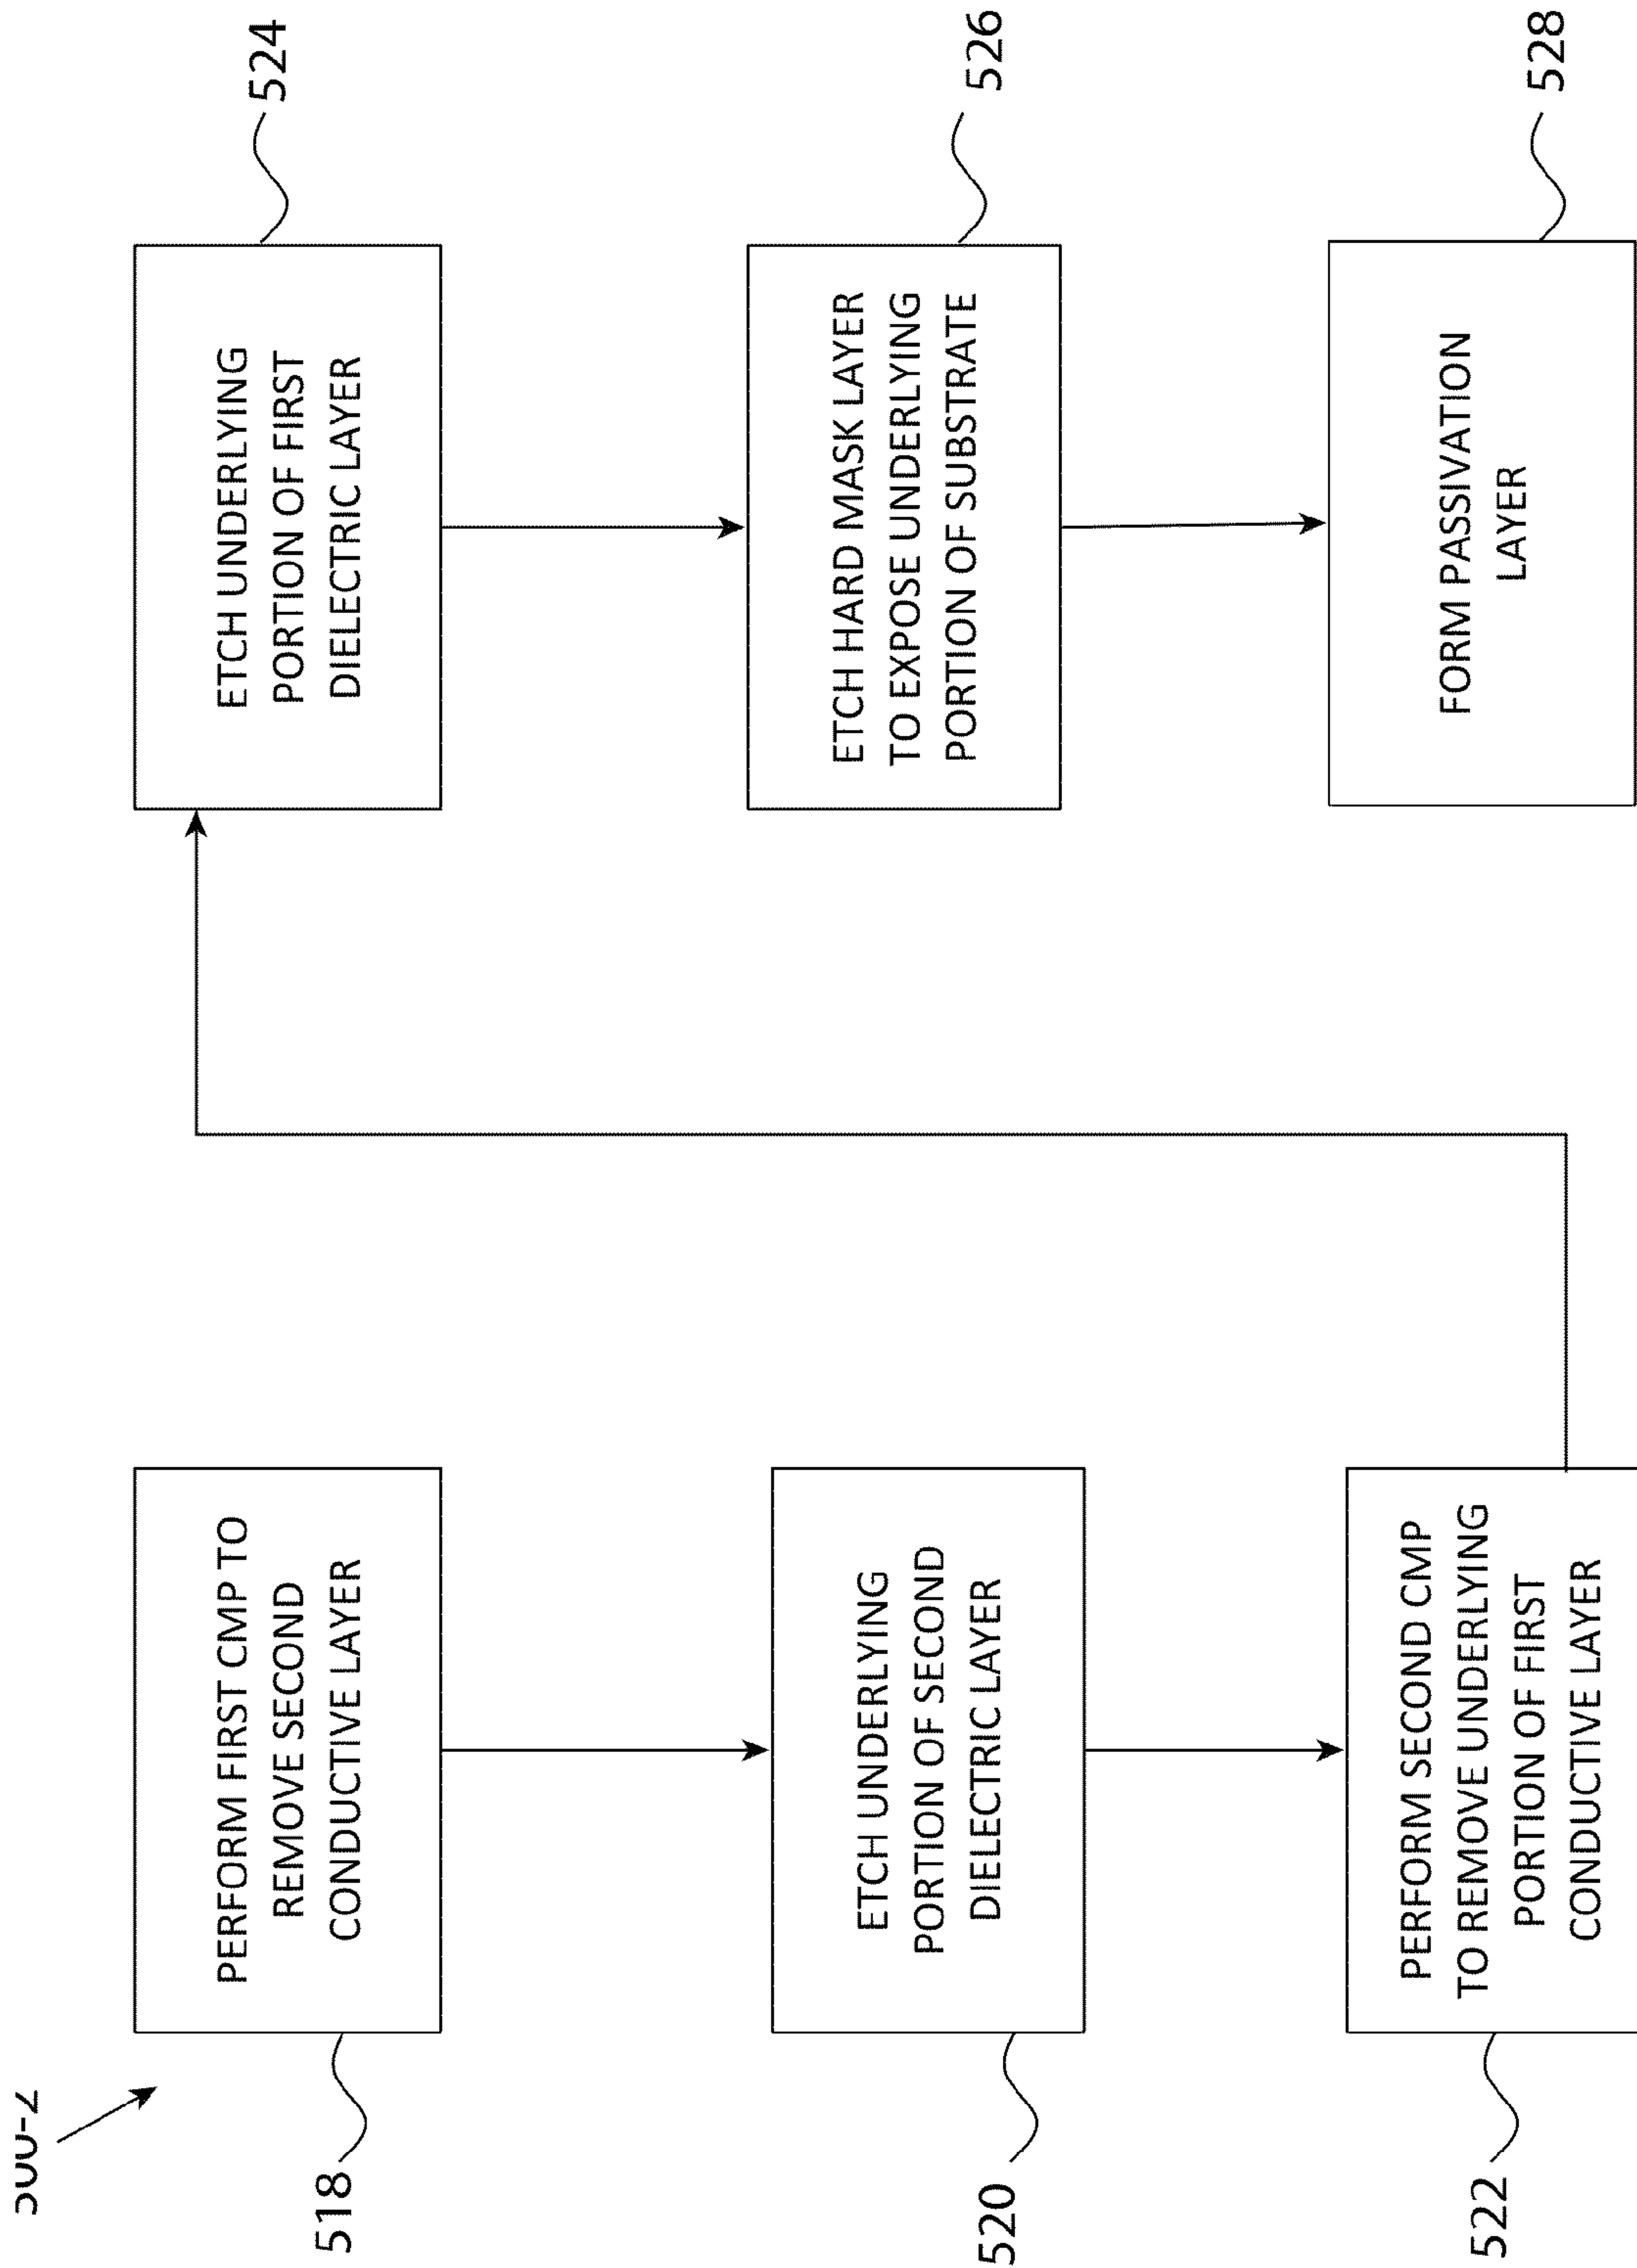 500-2
518
PERFORM FIRST CMP TO
REMOVE SECOND
CONDUCTIVE LAYER
520
ETCH UNDERLYING
PORTION OF SECOND
DIELECTRIC LAYER
522
PERFORM SECOND CMP
TO REMOVE UNDERLYING
PORTION OF FIRST
CONDUCTIVE LAYER
524
ETCH UNDERLYING
PORTION OF FIRST
DIELECTRIC LAYER
526
ETCH HARD MASK LAYER
TO EXPOSE UNDERLYING
PORTION OF SUBSTRATE
528
FORM PASSIVATION
LAYER